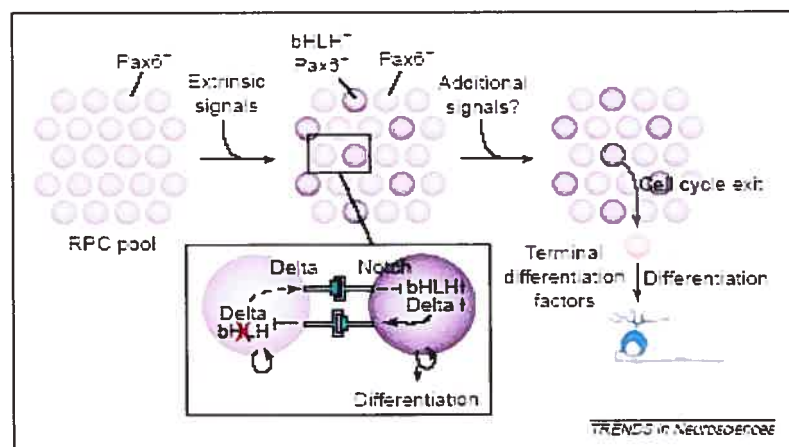 Pax6+
Extrinsic
signals
bHLH+
Pax6+
Pax6+
Additional
signals?
RPC pool
Cell cycle exit
Terminal
differentiation
factors
Differentiation
Delta
Notch
Delta
bHLH
bHLH↑
Delta ↑
Differentiation
TRENDS in Neurosciences